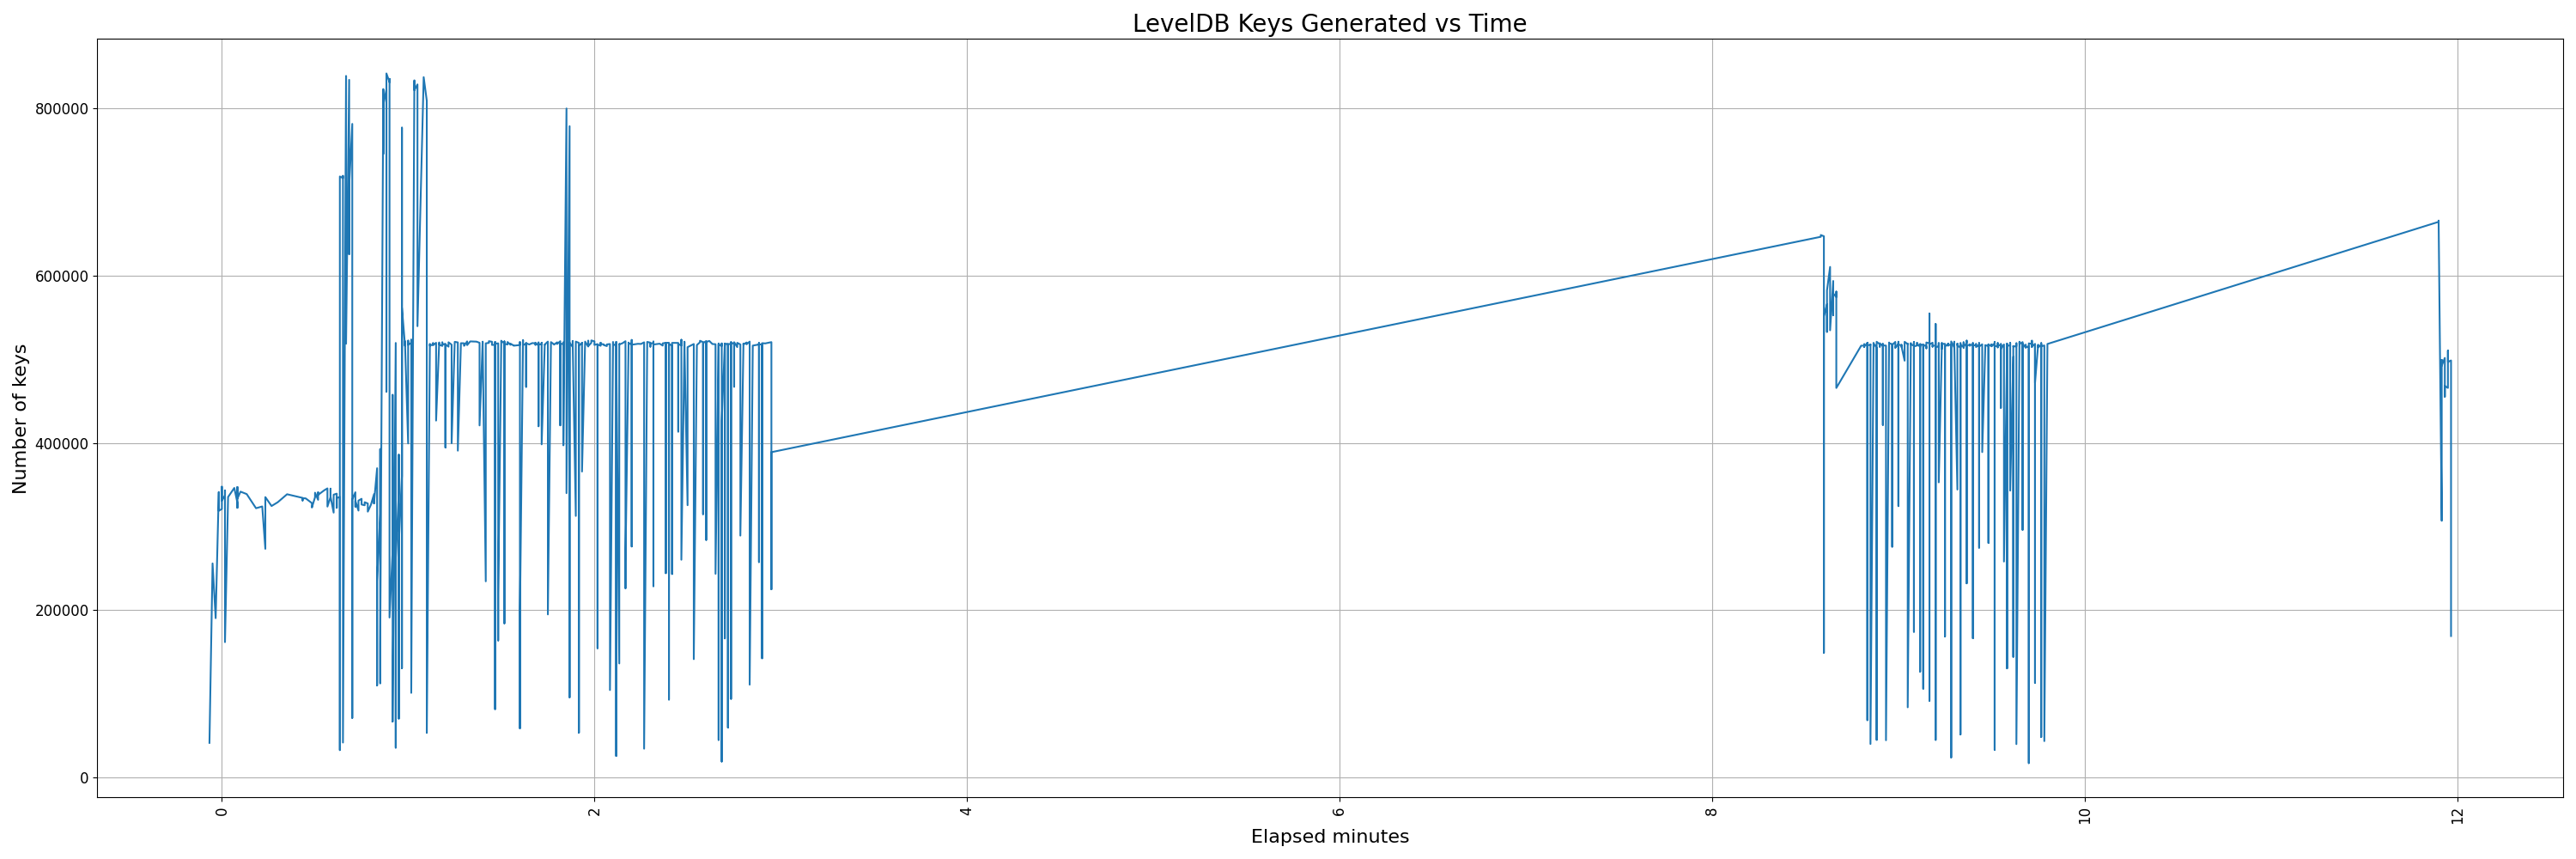 LevelDB Keys Generated vs Time
Number of keys
800000
600000
400000
200000
0
0 2 4 6 8 10 12
Elapsed minutes